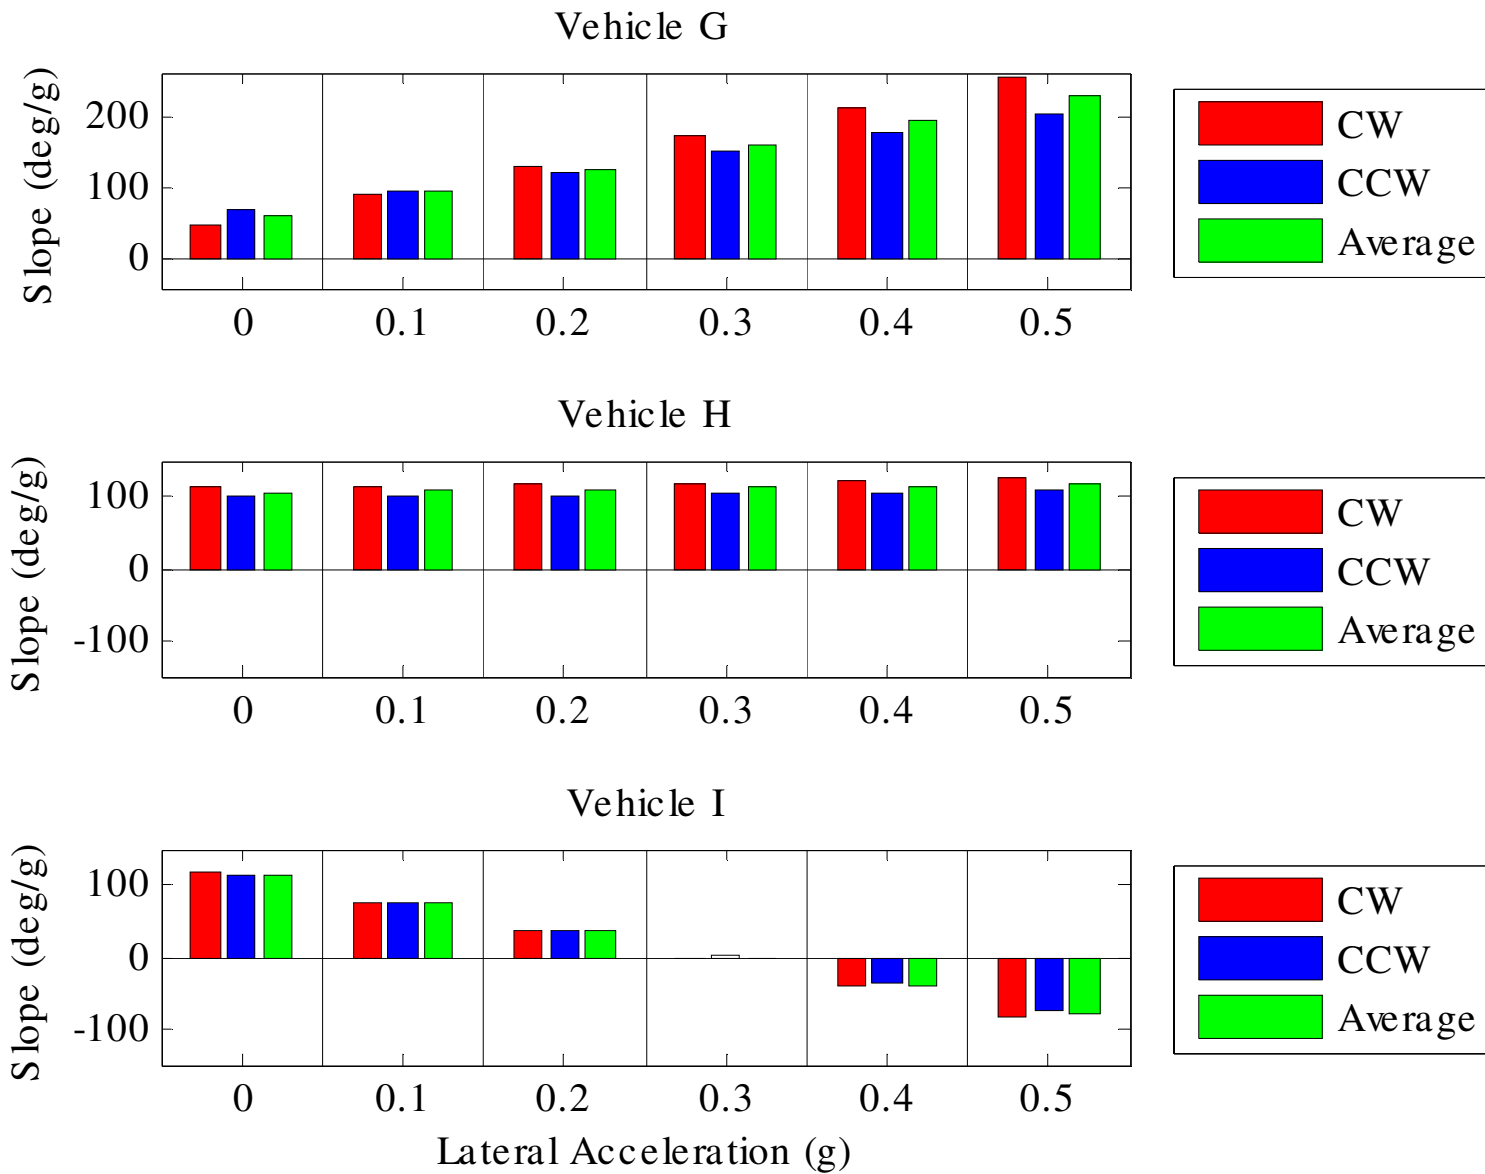 Vehicle G
Slope (deg/g)
200
100
0
0 0.1 0.2 0.3 0.4 0.5
CW
CCW
Average
Vehicle H
Slope (deg/g)
100
0
-100
0 0.1 0.2 0.3 0.4 0.5
CW
CCW
Average
Vehicle I
Slope (deg/g)
100
0
-100
0 0.1 0.2 0.3 0.4 0.5
Lateral Acceleration (g)
CW
CCW
Average